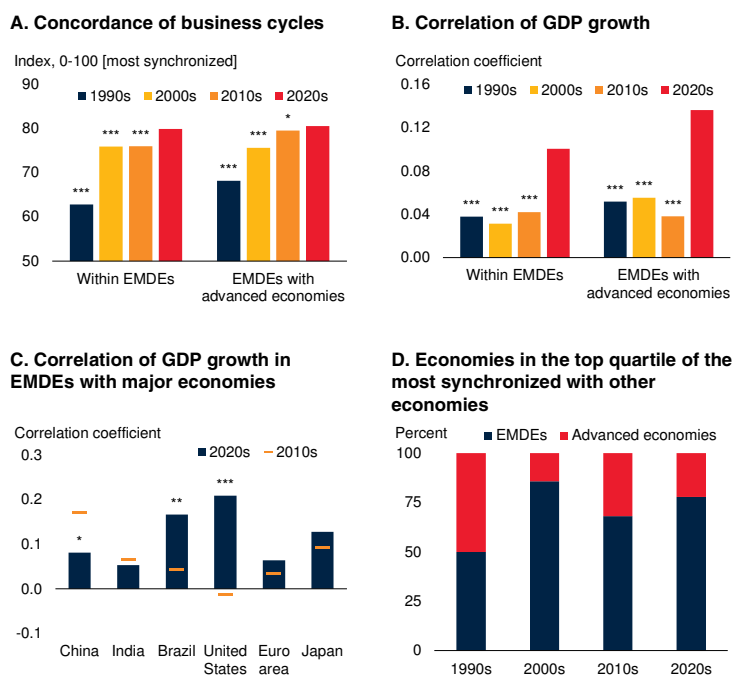 A. Concordance of business cycles
Index, 0-100 [most synchronized]
90
1990s 2000s 2010s 2020s
80
70
60
50
***
***
***
***
***
*
Within EMDEs
EMDEs with
advanced economies
B. Correlation of GDP growth
Correlation coefficient
0.16
1990s 2000s 2010s 2020s
0.12
0.08
0.04
0.00
***
***
***
***
***
***
Within EMDEs
EMDEs with
advanced economies
C. Correlation of GDP growth in
EMDEs with major economies
Correlation coefficient
0.3
2020s 2010s
0.2
0.1
0.0
-0.1
*
**
***
China
India
Brazil
United
States
Euro
area
Japan
D. Economies in the top quartile of the
most synchronized with other
economies
Percent
EMDEs Advanced economies
100
75
50
25
0
1990s 2000s 2010s 2020s